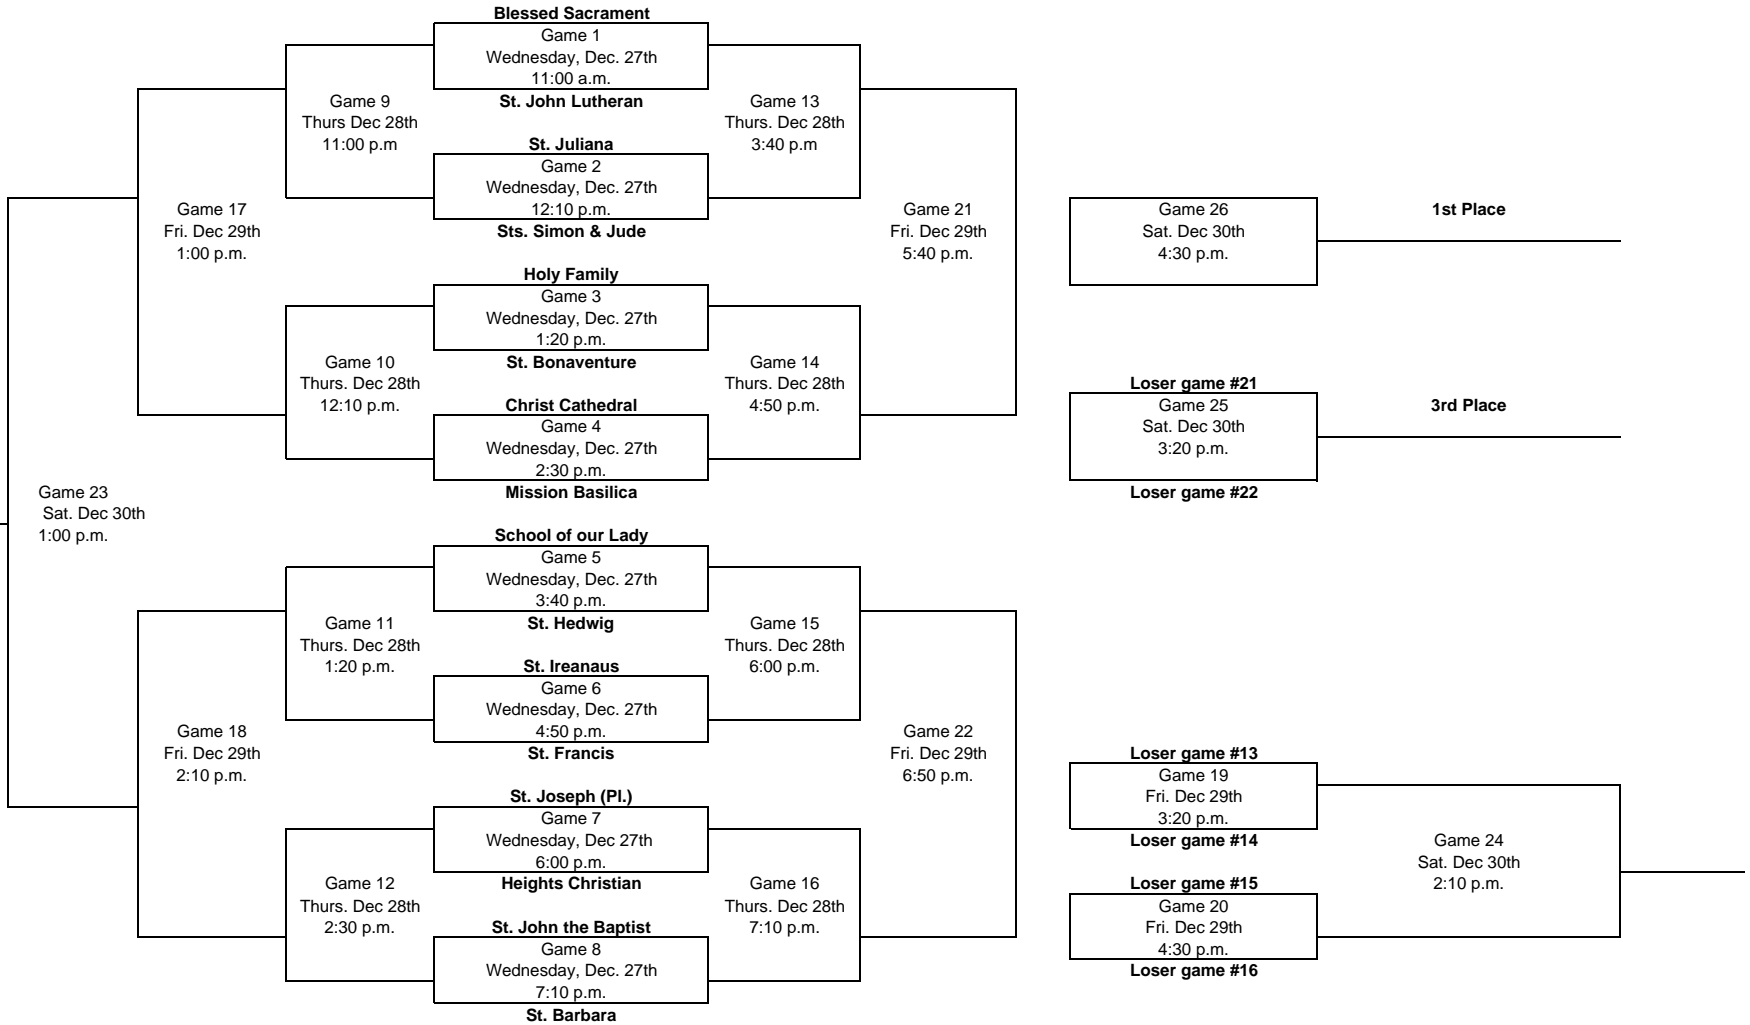 Blessed Sacrament
Game 1
Wednesday, Dec. 27th
11:00 a.m.
St. John Lutheran
Game 9
Thurs Dec 28th
11:00 p.m
Game 13
Thurs. Dec 28th
3:40 p.m
St. Juliana
Game 2
Wednesday, Dec. 27th
12:10 p.m.
Sts. Simon & Jude
Game 17
Fri. Dec 29th
1:00 p.m.
Game 21
Fri. Dec 29th
5:40 p.m.
Game 26
Sat. Dec 30th
4:30 p.m.
1st Place
Holy Family
Game 3
Wednesday, Dec. 27th
1:20 p.m.
St. Bonaventure
Game 10
Thurs. Dec 28th
12:10 p.m.
Game 14
Thurs. Dec 28th
4:50 p.m.
Christ Cathedral
Game 4
Wednesday, Dec. 27th
2:30 p.m.
Mission Basilica
Loser game #21
Game 25
Sat. Dec 30th
3:20 p.m.
Loser game #22
3rd Place
Game 23
Sat. Dec 30th
1:00 p.m.
School of our Lady
Game 5
Wednesday, Dec. 27th
3:40 p.m.
St. Hedwig
Game 11
Thurs. Dec 28th
1:20 p.m.
Game 15
Thurs. Dec 28th
6:00 p.m.
St. Ireanaus
Game 6
Wednesday, Dec. 27th
4:50 p.m.
St. Francis
Game 18
Fri. Dec 29th
2:10 p.m.
Game 22
Fri. Dec 29th
6:50 p.m.
Loser game #13
Game 19
Fri. Dec 29th
3:20 p.m.
Loser game #14
St. Joseph (Pl.)
Game 7
Wednesday, Dec 27th
6:00 p.m.
Heights Christian
Game 12
Thurs. Dec 28th
2:30 p.m.
Game 16
Thurs. Dec 28th
7:10 p.m.
Game 24
Sat. Dec 30th
2:10 p.m.
Loser game #15
Game 20
Fri. Dec 29th
4:30 p.m.
Loser game #16
St. John the Baptist
Game 8
Wednesday, Dec. 27th
7:10 p.m.
St. Barbara